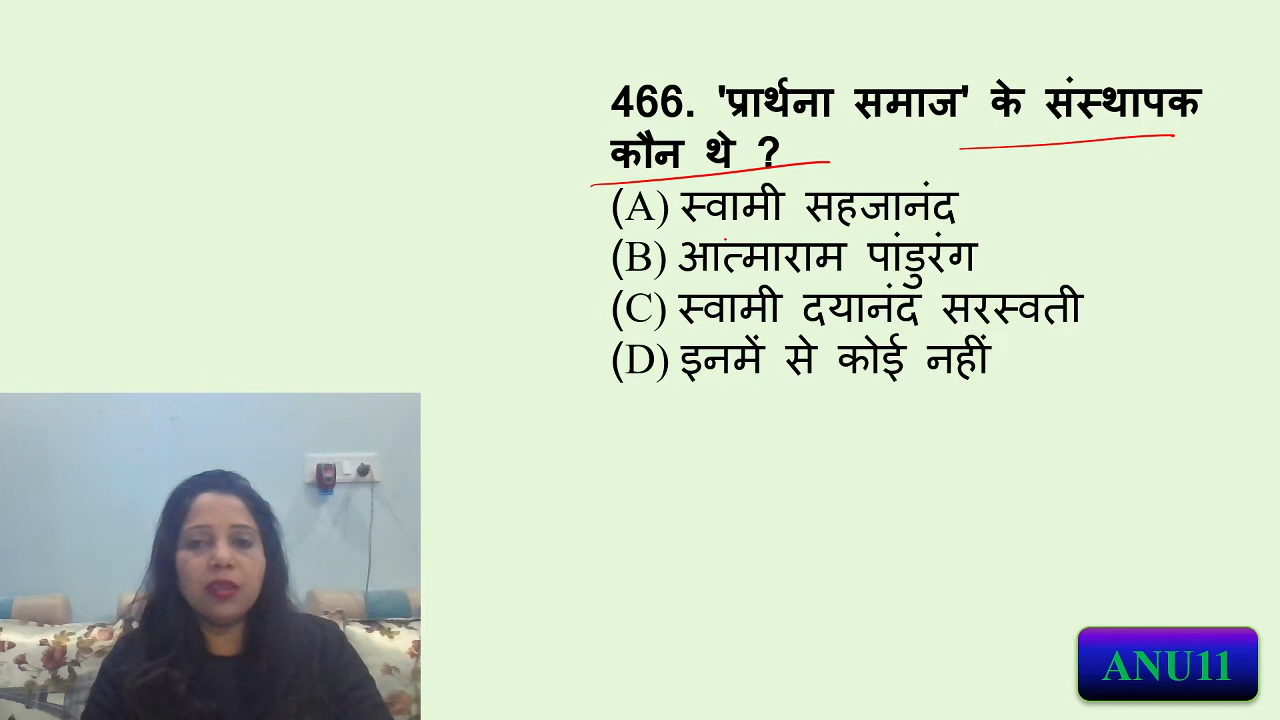 466. 'प्रार्थना समाज' के संस्थापक
कौन थे ?
(A) स्वामी सहजानंद
(B) आत्माराम पांडुरंग
(C) स्वामी दयानंद सरस्वती
(D) इनमें से कोई नहीं
ANU11